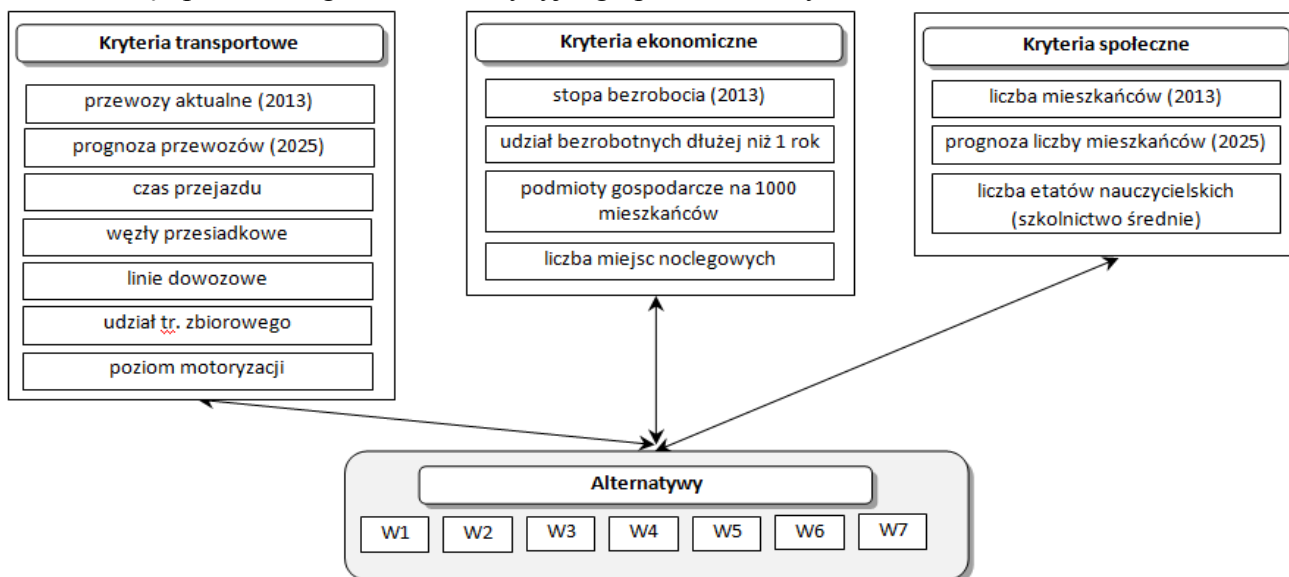 Kryteria transportowe
przewozy aktualne (2013)
prognoza przewozów (2025)
czas przejazdu
węzły przesiadkowe
linie dowozowe
udział tr. zbiorowego
poziom motoryzacji
Kryteria ekonomiczne
stopa bezrobocia (2013)
udział bezrobotnych dłużej niż 1 rok
podmioty gospodarcze na 1000
mieszkańców
liczba miejsc noclegowych
Kryteria społeczne
liczba mieszkańców (2013)
prognoza liczby mieszkańców (2025)
liczba etatów nauczycielskich
(szkolnictwo średnie)
Alternatywy
W1 W2 W3 W4 W5 W6 W7